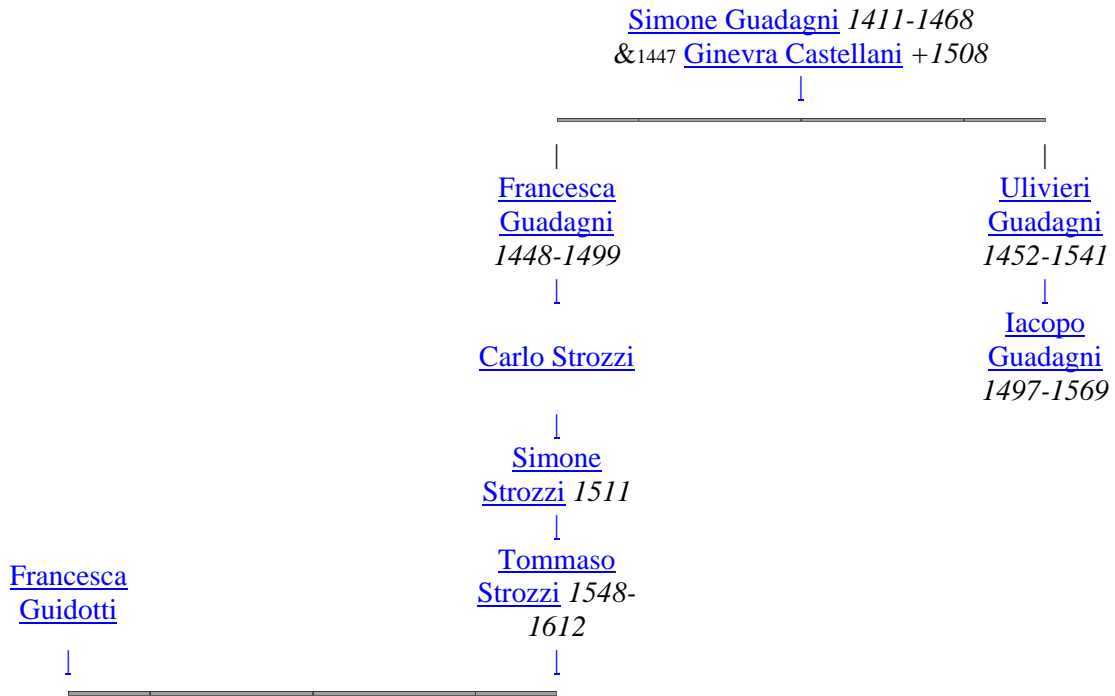 Simone Guadagni 1411-1468
&1447 Ginevra Castellani +1508
|
| |
Francesca Ulivieri
Guadagni Guadagni
1448-1499 1452-1541
| |
Carlo Strozzi Iacopo
Guadagni
1497-1569
|
Simone
Strozzi 1511
|
Francesca Tommaso
Guidotti Strozzi 1548-
1612
| |